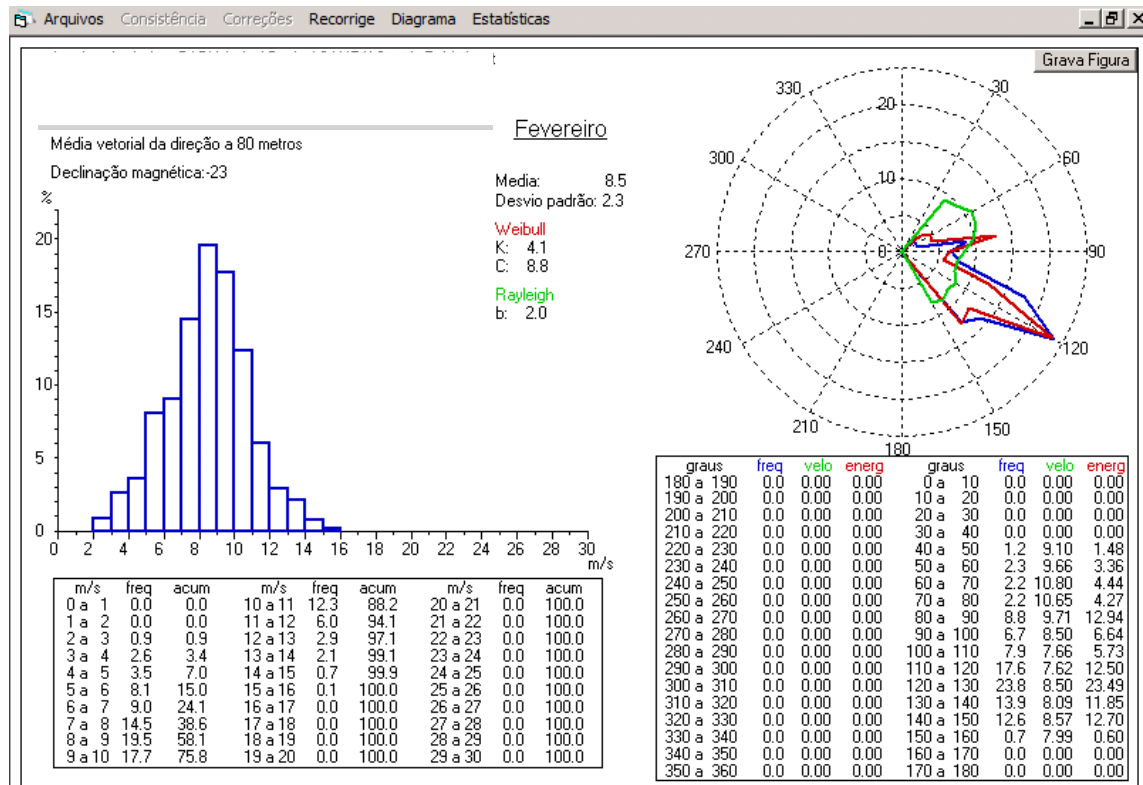 Arquivos Consistência Correções Recorrige Diagrama Estatísticas
Grava Figura
Fevereiro
Média vetorial da direção a 80 metros
Declinação magnética:-23
Media: 8.5
Desvio padrão: 2.3
Weibull
K: 4.1
C: 8.8
Rayleigh
b: 2.0
%
20
15
10
5
0
0 2 4 6 8 10 12 14 16 18 20 22 24 26 28 30
m/s
330 30
300 60
270 90
240 120
210 150
180
20
10
0
m/s freq acum m/s freq acum m/s freq acum
0 a 1 0.0 0.0 10 a 11 12.3 88.2 20 a 21 0.0 100.0
1 a 2 0.0 0.0 11 a 12 6.0 94.1 21 a 22 0.0 100.0
2 a 3 0.9 0.9 12 a 13 2.9 97.1 22 a 23 0.0 100.0
3 a 4 2.6 3.4 13 a 14 2.1 99.1 23 a 24 0.0 100.0
4 a 5 3.5 7.0 14 a 15 0.7 99.9 24 a 25 0.0 100.0
5 a 6 8.1 15.0 15 a 16 0.1 100.0 25 a 26 0.0 100.0
6 a 7 9.0 24.1 16 a 17 0.0 100.0 26 a 27 0.0 100.0
7 a 8 14.5 38.6 17 a 18 0.0 100.0 27 a 28 0.0 100.0
8 a 9 19.5 58.1 18 a 19 0.0 100.0 28 a 29 0.0 100.0
9 a 10 17.7 75.8 19 a 20 0.0 100.0 29 a 30 0.0 100.0
graus freq velo energ graus freq velo energ
180 a 190 0.0 0.00 0.00 0 a 10 0.0 0.00 0.00
190 a 200 0.0 0.00 0.00 10 a 20 0.0 0.00 0.00
200 a 210 0.0 0.00 0.00 20 a 30 0.0 0.00 0.00
210 a 220 0.0 0.00 0.00 30 a 40 0.0 0.00 0.00
220 a 230 0.0 0.00 0.00 40 a 50 1.2 9.10 1.48
230 a 240 0.0 0.00 0.00 50 a 60 2.3 9.66 3.36
240 a 250 0.0 0.00 0.00 60 a 70 2.2 10.80 4.44
250 a 260 0.0 0.00 0.00 70 a 80 2.2 10.65 4.27
260 a 270 0.0 0.00 0.00 80 a 90 8.8 9.71 12.94
270 a 280 0.0 0.00 0.00 90 a 100 6.7 8.50 6.64
280 a 290 0.0 0.00 0.00 100 a 110 7.9 7.66 5.73
290 a 300 0.0 0.00 0.00 110 a 120 17.6 7.62 12.50
300 a 310 0.0 0.00 0.00 120 a 130 23.8 8.50 23.49
310 a 320 0.0 0.00 0.00 130 a 140 13.9 8.09 11.85
320 a 330 0.0 0.00 0.00 140 a 150 12.6 8.57 12.70
330 a 340 0.0 0.00 0.00 150 a 160 0.7 7.99 0.60
340 a 350 0.0 0.00 0.00 160 a 170 0.0 0.00 0.00
350 a 360 0.0 0.00 0.00 170 a 180 0.0 0.00 0.00